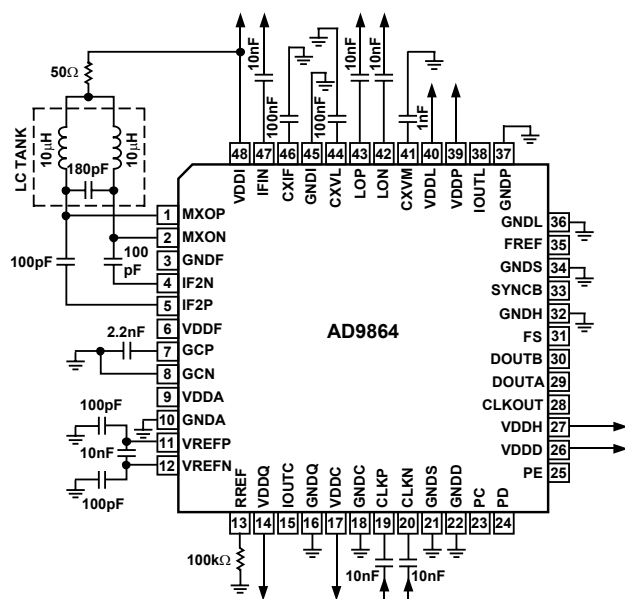 50Ω
LC TANK
10μH
10μH
180pF
100pF
100
pF
2.2nF
100pF
10nF
100pF
10nF
100nF
100nF
10nF
10nF
1nF
48 47 46 45 44 43 42 41 40 39 38 37
VDDI
IFIN
CXIF
GNDI
CXVL
LOP
LON
CXVM
VDDL
VDDP
IOUTL
GNDP
1 MXOP
2 MXON
3 GNDF
4 IF2N
5 IF2P
6 VDDF
7 GCP
8 GCN
9 VDDA
10 GNDA
11 VREFP
12 VREFN
AD9864
GNDL 36
FREF 35
GNDS 34
SYNCB 33
GNDH 32
FS 31
DOUTB 30
DOUTA 29
CLKOUT 28
VDDH 27
VDDD 26
PE 25
RREF
VDDQ
IOUTC
GNDQ
VDDC
GNDC
CLKP
CLKN
GNDS
GNDD
PC
PD
13 14 15 16 17 18 19 20 21 22 23 24
100kΩ
10nF
10nF